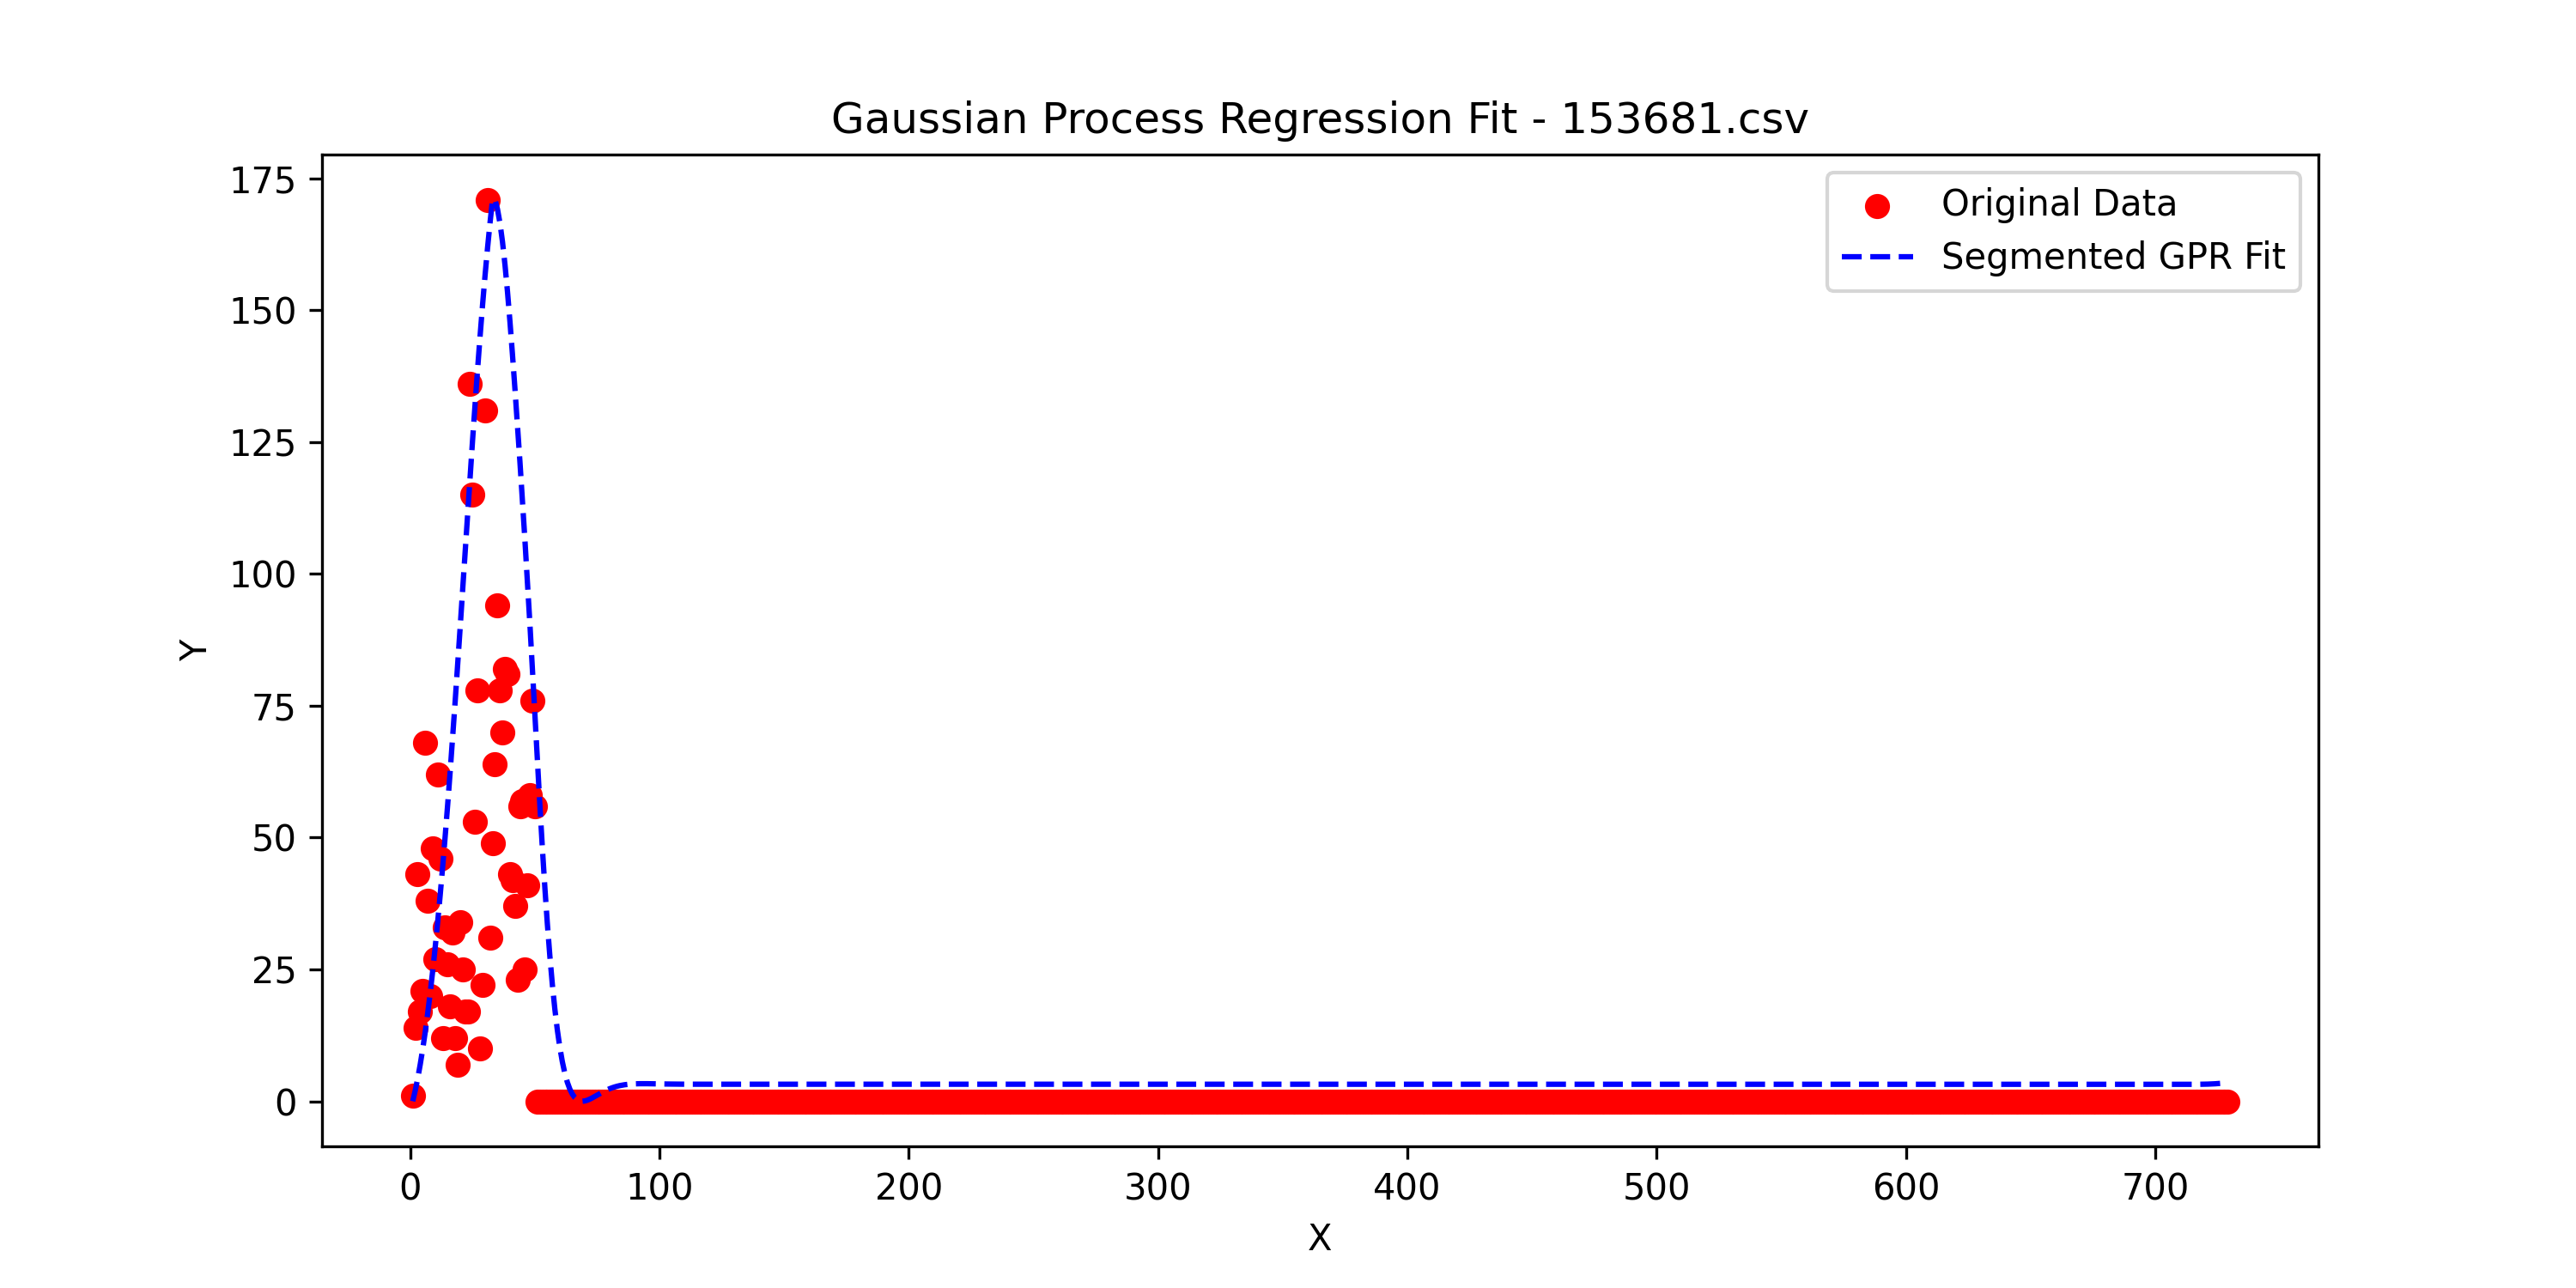 Gaussian Process Regression Fit - 153681.csv
Original Data
Segmented GPR Fit
175
150
125
100
75
50
25
0
Y
0 100 200 300 400 500 600 700
X